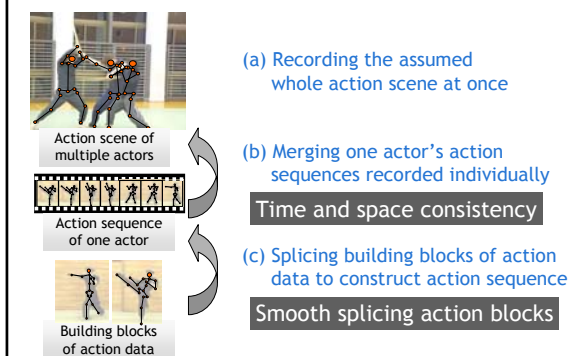 (a) Recording the assumed
whole action scene at once
Action scene of
multiple actors
(b) Merging one actor's action
sequences recorded individually
Time and space consistency
Action sequence
of one actor
(c) Splicing building blocks of action
data to construct action sequence
Smooth splicing action blocks
Building blocks
of action data